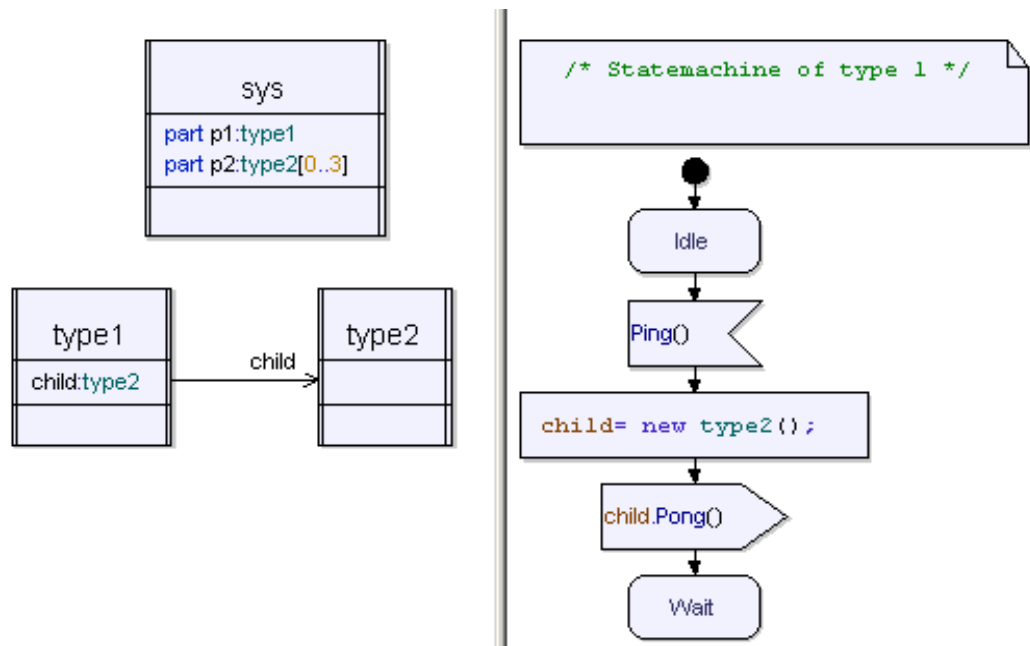 sys
part p1:type1
part p2:type2[0..3]
type1
child:type2
child
type2
/* Statemachine of type 1 */
Idle
Ping()
child= new type2();
child.Pong()
Wait